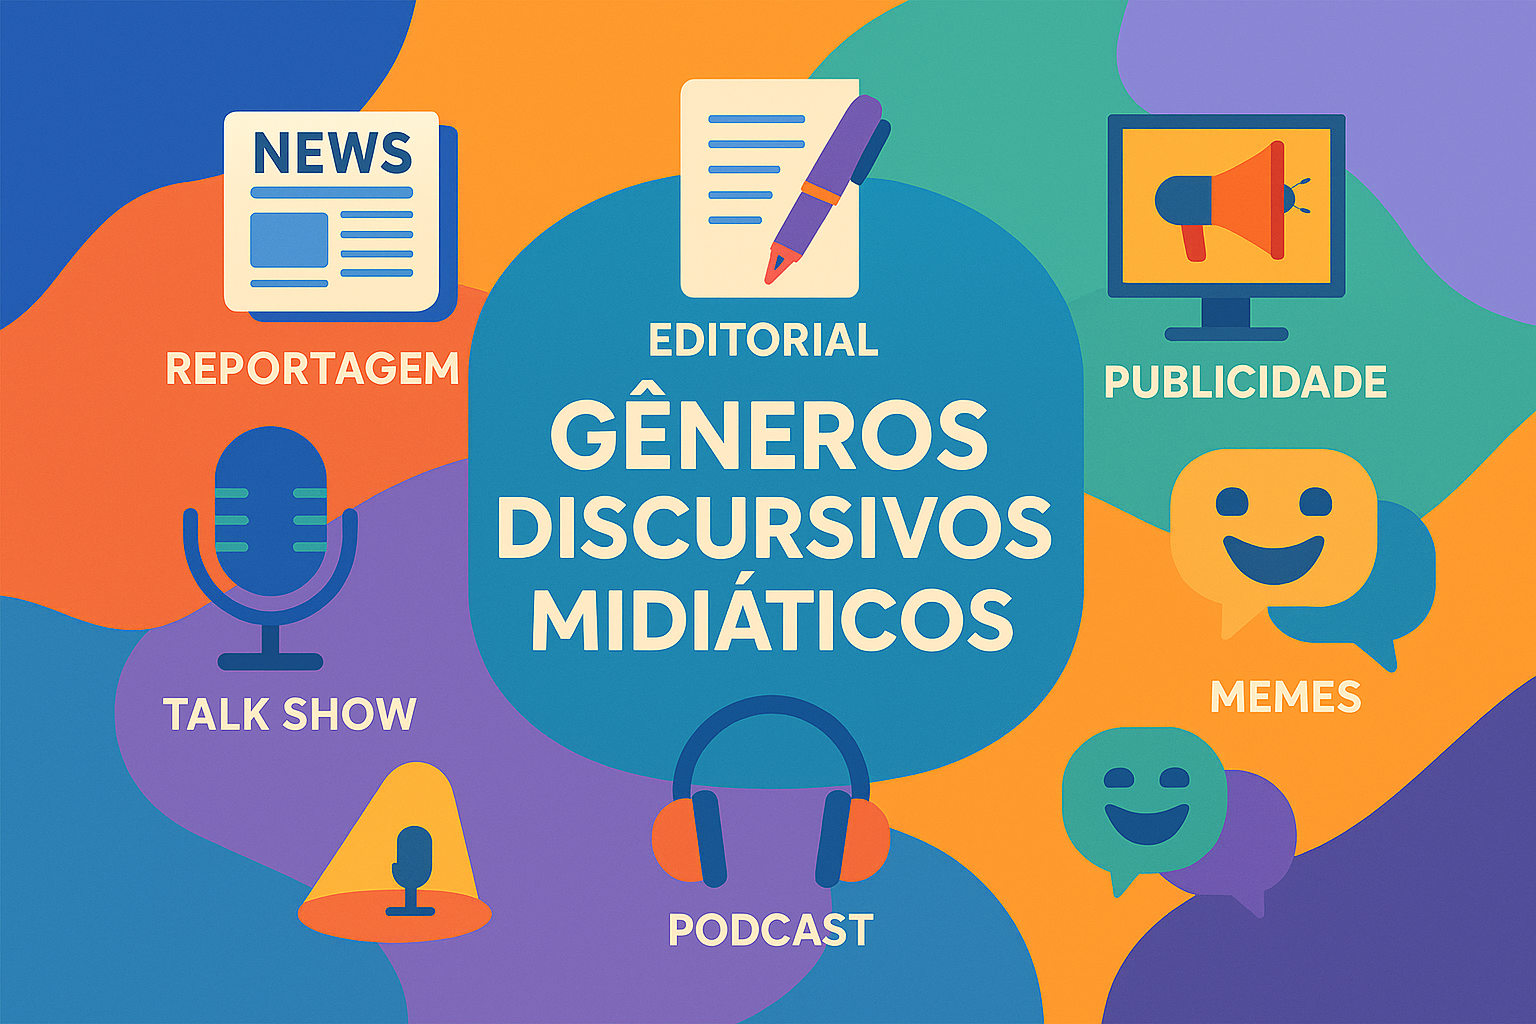 NEWS
REPORTAGEM
EDITORIAL
PUBLICIDADE
GÊNEROS
DISCURSIVOS
MIDIÁTICOS
TALK SHOW
MEMES
PODCAST